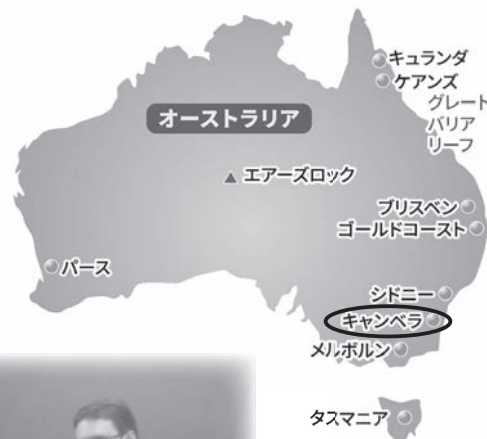 キュランダ
ケアンズ
グレート
バリア
リーフ
オーストラリア
エアーズロック
ブリスベン
ゴールドコースト
パース
シドニー
キャンベラ
メルボルン
タスマニア